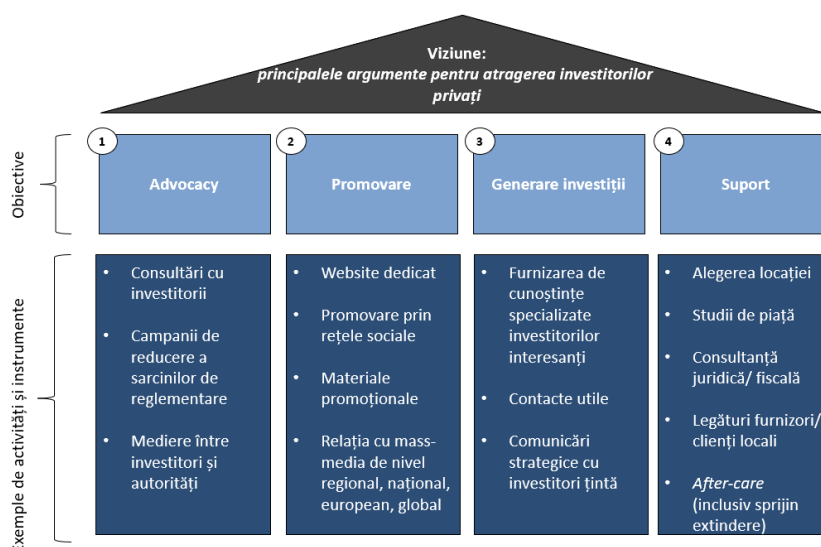 Viziune:
principalele argumente pentru atragerea investitorilor
privați
Obiective
1
Advocacy
2
Promovare
3
Generare investiții
4
Suport
Exemple de activități și instrumente
• Consultări cu
investitorii
• Campanii de
reducere a
sarcinilor de
reglementare
• Mediere între
investitori și
autorități
• Website dedicat
• Promovare prin
rețele sociale
• Materiale
promoționale
• Relația cu mass-
media de nivel
regional, național,
european, global
• Furnizarea de
cunoștințe
specializate
investitorilor
interesanți
• Contacte utile
• Comunicări
strategice cu
investitori țintă
• Alegerea locației
• Studii de piață
• Consultanță
juridică/ fiscală
• Legături furnizori/
clienți locali
• After-care
(inclusiv sprijin
extindere)